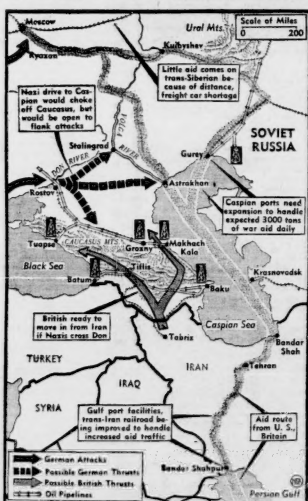 Moscow
Ryazan
Ural Mts.
Kuibyshev
Scale of Miles
0 200
Little aid comes on
trans-Siberian be-
cause of distance,
freight car shortage
Nazi drive to Cas-
pian would choke
off Caucasus, but
would be open to
flank attacks
VOLGA RIVER
SOVIET
RUSSIA
Stalingrad
DON RIVER
Gurev
Rostov
Astrakhan
Caspian ports need
expansion to handle
expected 3000 tons
of war aid daily
Tuapse
CAUCASUS MTS.
Grozny
Makhach
Kala
Black Sea
Tiflis
Batum
Baku
Krasnovodsk
British ready to
move in from Iran
if Nazis cross Don
Tabriz
Caspian Sea
Bandar
Shah
TURKEY
IRAN
Tehran
IRAQ
SYRIA
Gulf port facilities,
trans-Iran railroad be-
ing improved to handle
increased aid traffic
Aid route
from U. S.,
Britain
German Attacks
Possible German Thrusts
Possible British Thrusts
Oil Pipelines
Bandar Shahpur
Persian Gulf